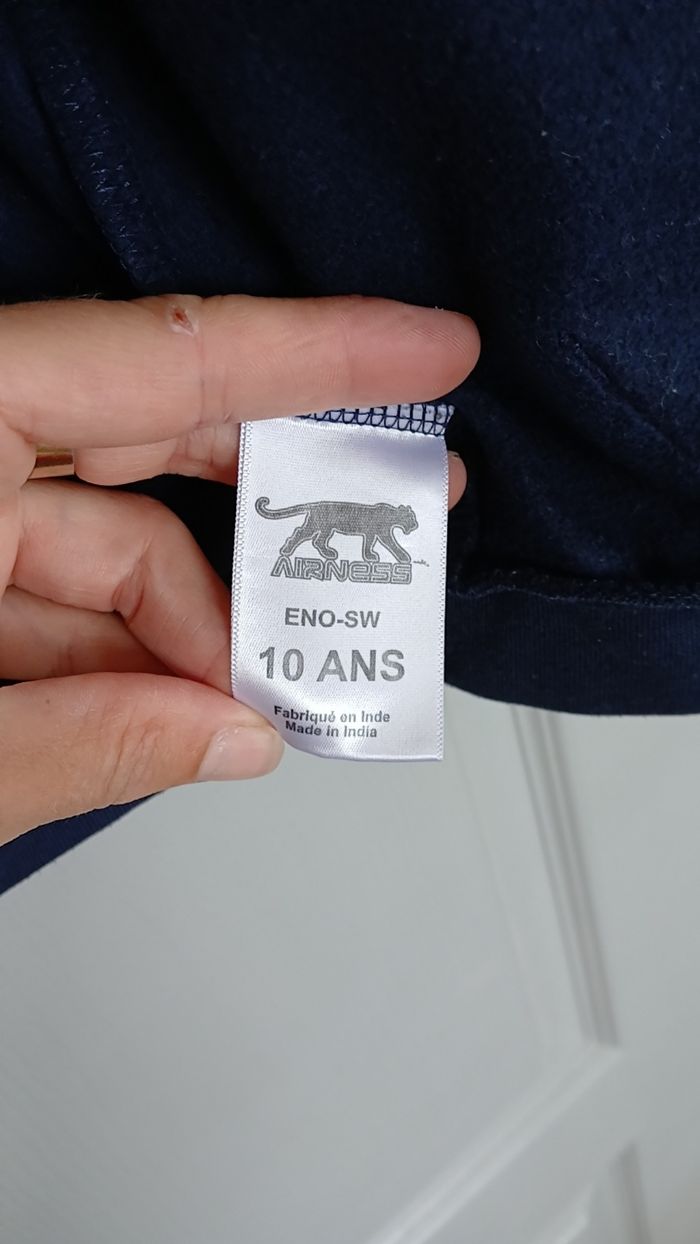 AIRNESS
ENO-SW
10 ANS
Fabriqué en Inde
Made in India